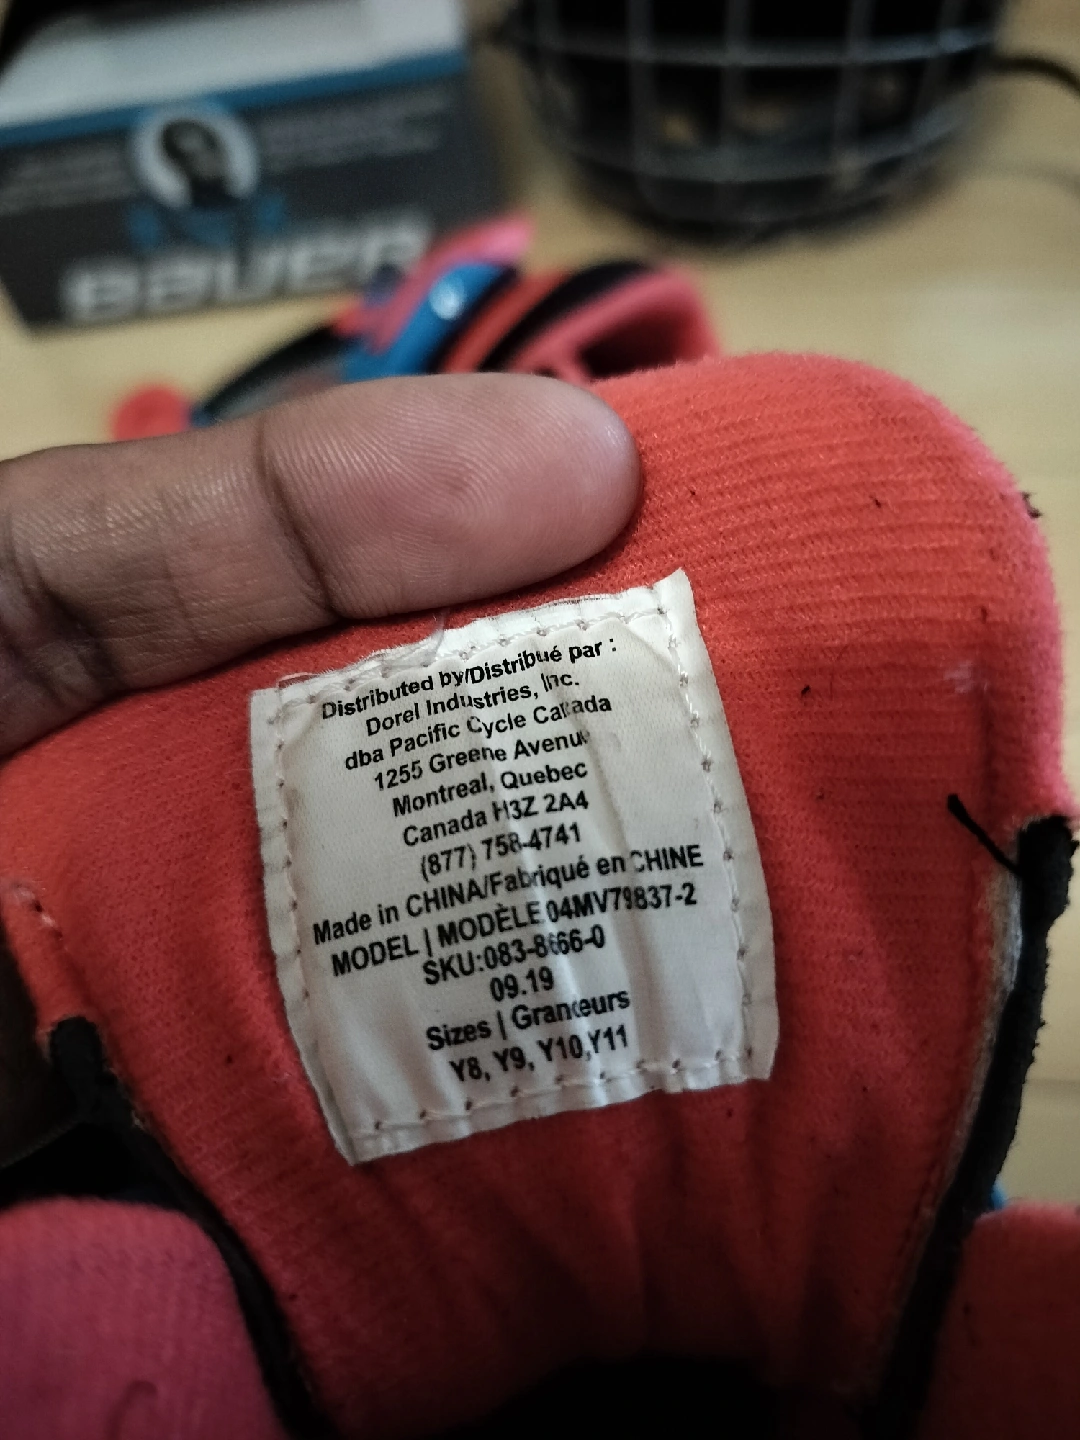 BAUER
Distributed by/Distribué par :
Dorel Industries, Inc.
dba Pacific Cycle Canada
1255 Greene Avenue
Montreal, Quebec
Canada H3Z 2A4
(877) 758-4741
Made in CHINA/Fabriqué en CHINE
MODEL | MODÈLE 04MV79837-2
SKU:083-8666-0
09.19
Sizes | Grandeurs
Y8, Y9, Y10,Y11